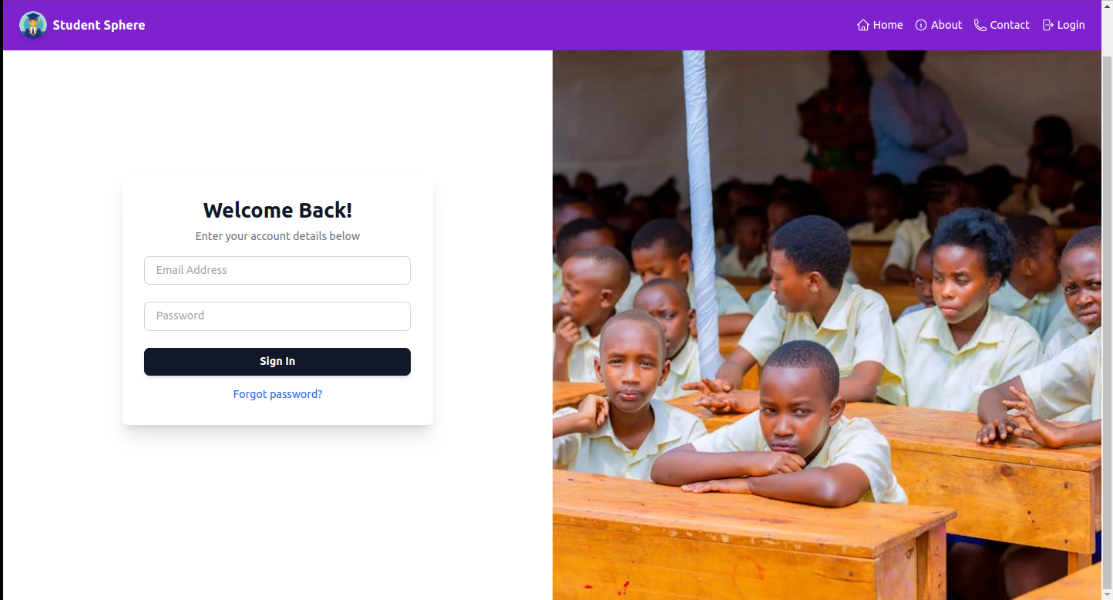 Student Sphere
Home
About
Contact
Login
Welcome Back!
Enter your account details below
Email Address
Password
Sign In
Forgot password?